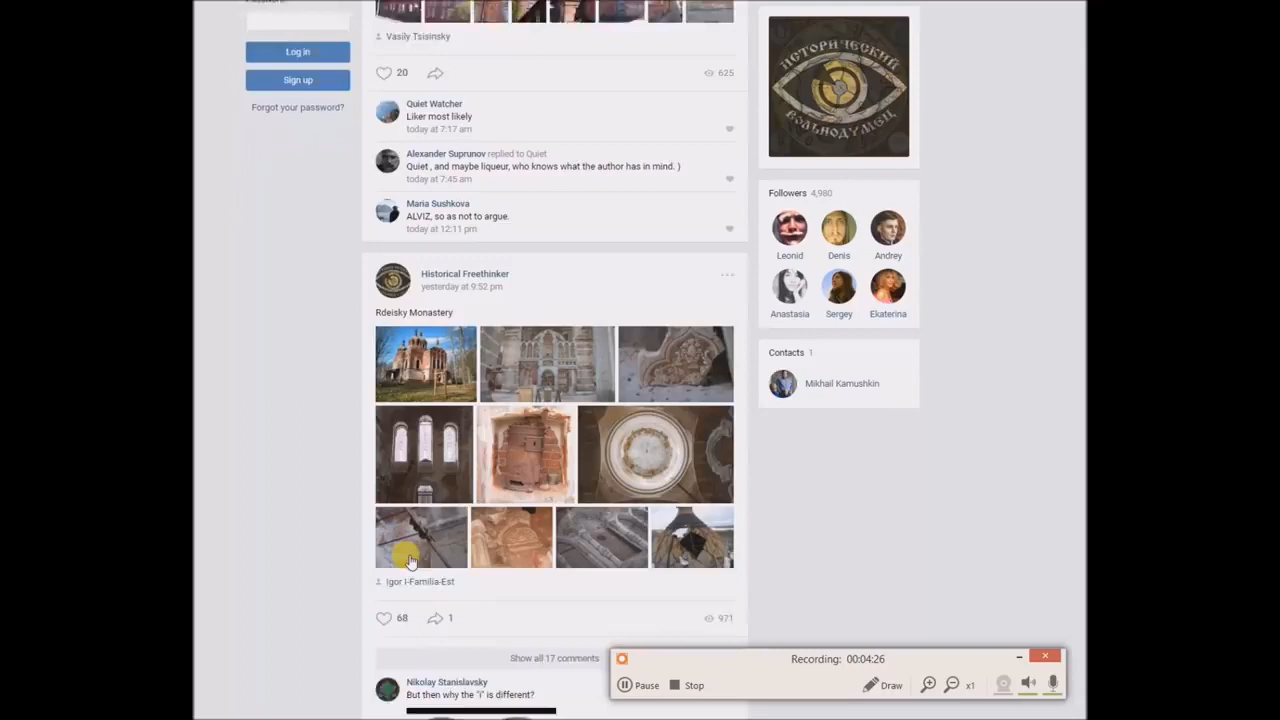 Log in
Sign up
Forgot your password?
Vasily Tsisinsky
20
625
Quiet Watcher
Liker most likely
today at 7:17 am
Alexander Suprunov replied to Quiet
Quiet , and maybe liqueur, who knows what the author has in mind. )
today at 7:45 am
Maria Sushkova
ALVIZ, so as not to argue.
today at 12:11 pm
Historical Freethinker
yesterday at 9:52 pm
Rdeisky Monastery
Igor I-Familia-Est
68
1
971
Show all 17 comments
Nikolay Stanislavsky
But then why the "i" is different?
ИСТОРИЧЕСКИЙ
ВЗЛЬНОДУМЕЦ
Followers 4,980
Leonid
Denis
Andrey
Anastasia
Sergey
Ekaterina
Contacts 1
Mikhail Kamushkin
Recording: 00:04:26
Pause
Stop
Draw
x1